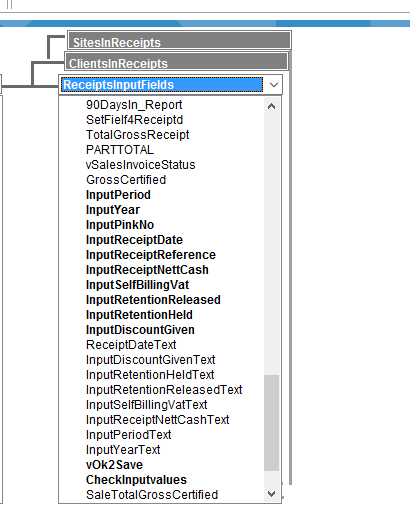 SitesInReceipts
ClientsInReceipts
ReceiptsInputFields
90DaysIn_Report
SetFielf4Receiptd
TotalGrossReceipt
PARTTOTAL
vSalesInvoiceStatus
GrossCertified
InputPeriod
InputYear
InputPinkNo
InputReceiptDate
InputReceiptReference
InputReceiptNettCash
InputSelfBillingVat
InputRetentionReleased
InputRetentionHeld
InputDiscountGiven
ReceiptDateText
InputDiscountGivenText
InputRetentionHeldText
InputRetentionReleasedText
InputSelfBillingVatText
InputReceiptNettCashText
InputPeriodText
InputYearText
vOk2Save
CheckInputvalues
SaleTotalGrossCertified